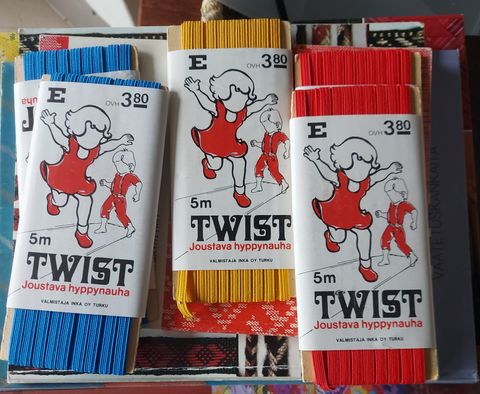 E
OVH 3 80
5m
TWIST
Joustava hyppynauha
VALMISTAJA INKA OY TURKU
E
OVH 3 80
5m
TWIST
Joustava hyppynauha
VALMISTAJA INKA OY TURKU
E
OVH 3 80
5m
TWIST
Joustava hyppynauha
VALMISTAJA INKA OY TURKU
VAATETUSKANKAITA